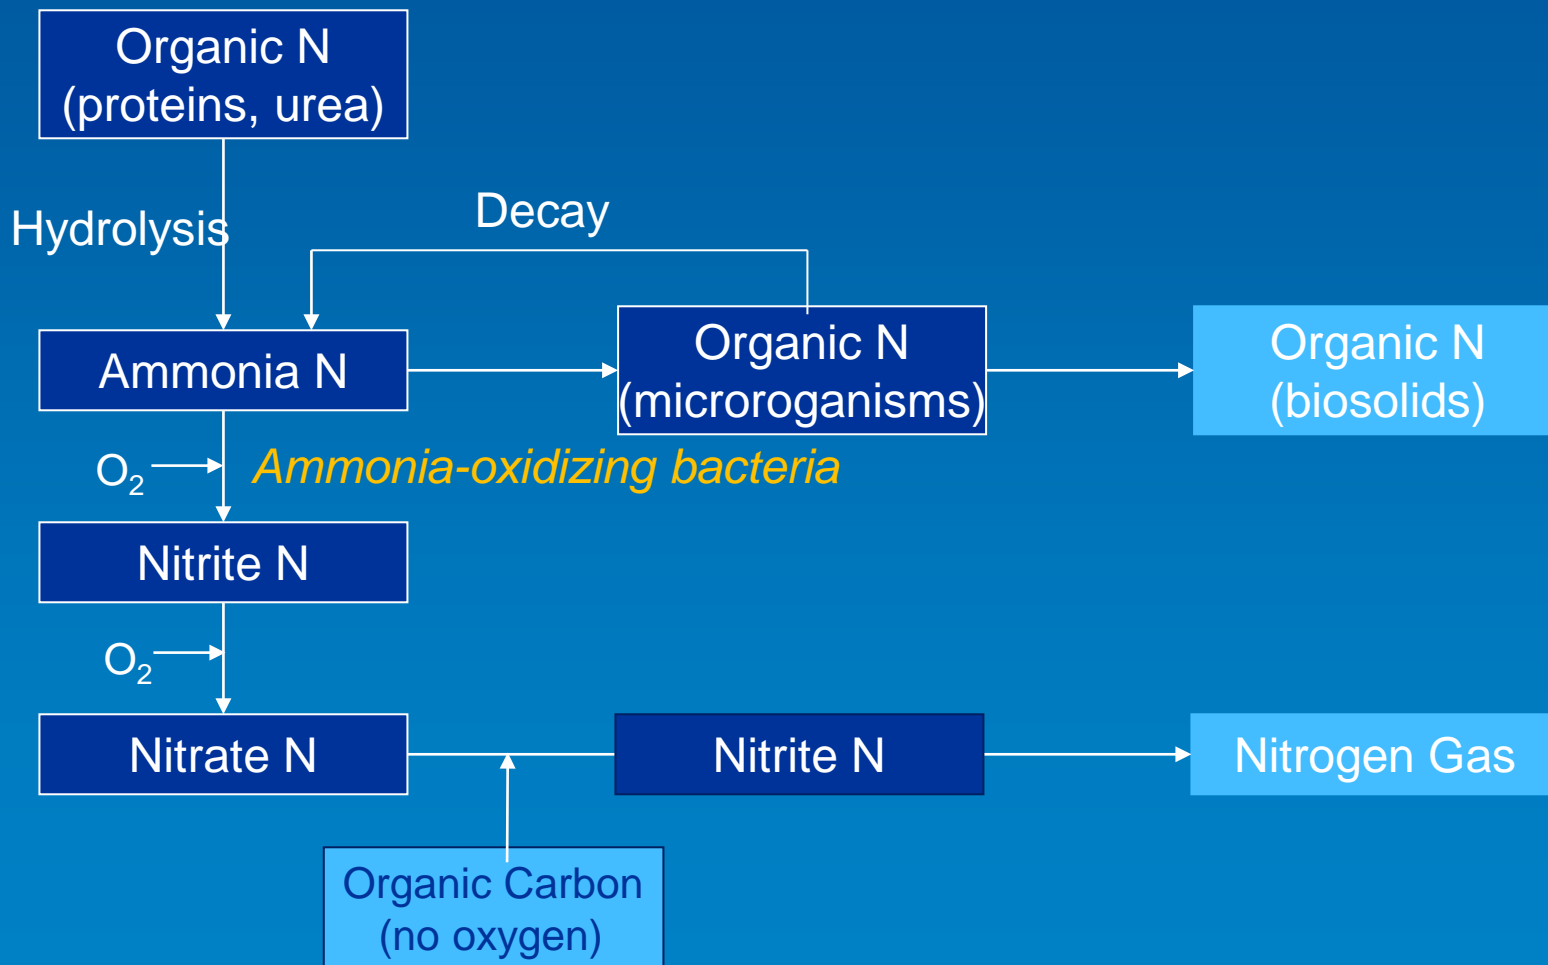 Organic N
(proteins, urea)
Hydrolysis
Decay
Ammonia N
Organic N
(microroganisms)
Organic N
(biosolids)
O₂
Ammonia-oxidizing bacteria
Nitrite N
O₂
Nitrate N
Nitrite N
Nitrogen Gas
Organic Carbon
(no oxygen)